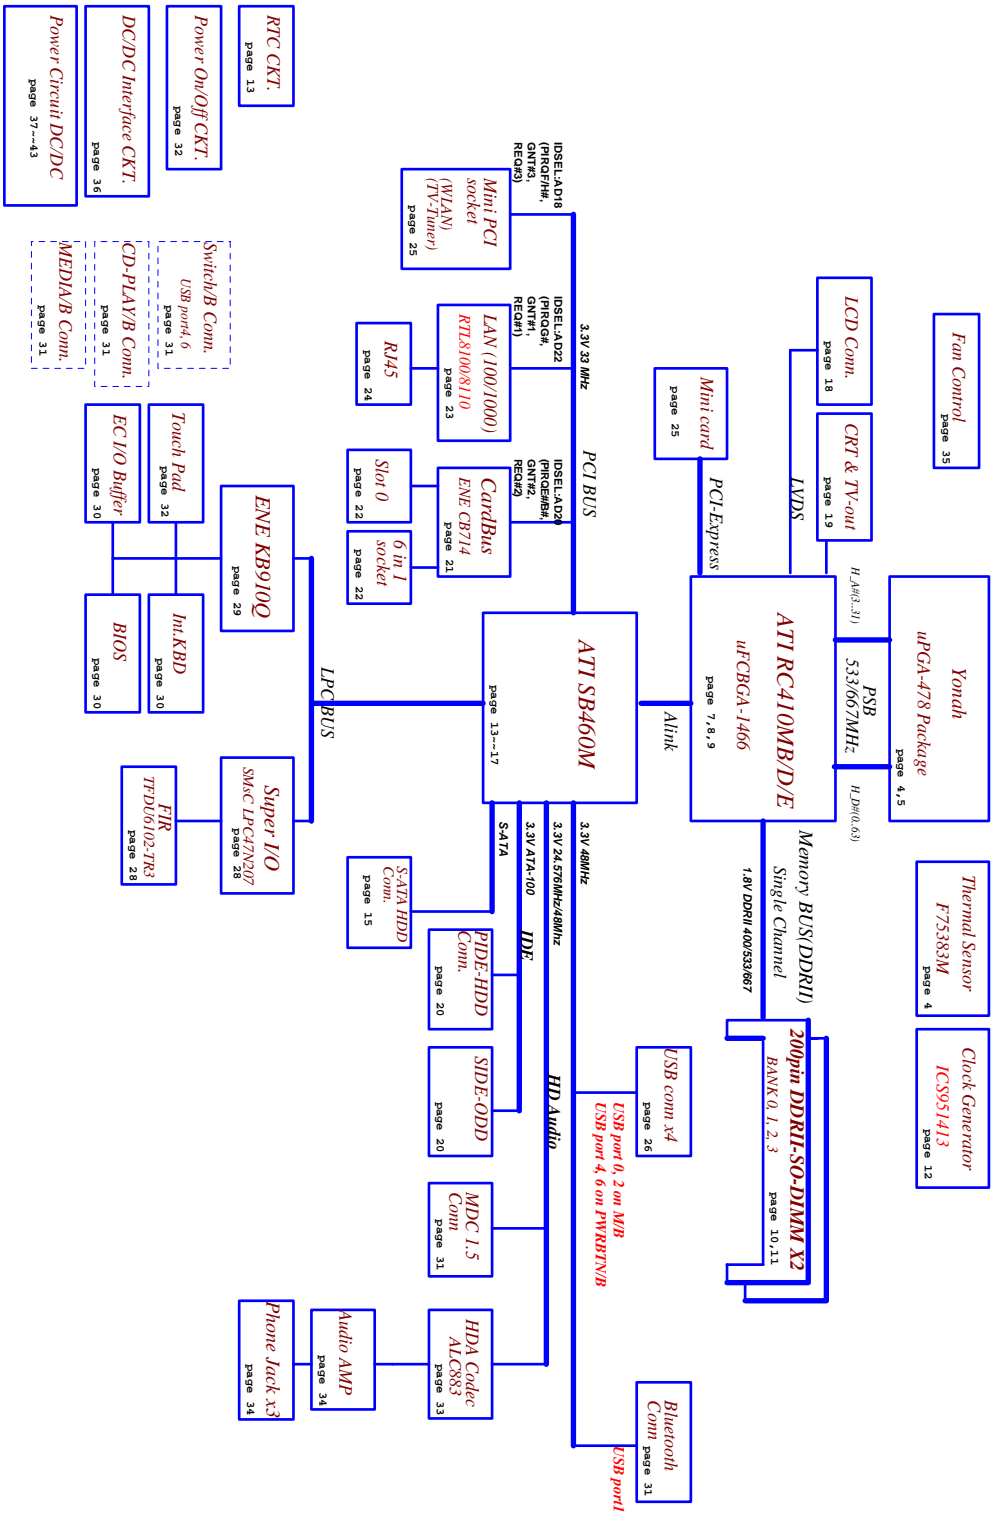 Fan Control
page 35
Yonah
uPGA-478 Package
page 4,5
Thermal Sensor
F75383M
page 4
Clock Generator
ICS951413
page 12
LCD Conn.
page 18
CRT & TV-out
page 19
LVDS
H_A#(3..31)
PSB
533/667MHz
H_D#(0..63)
Mini card
page 25
PCI-Express
ATI RC410MB/D/E
uFCBGA-1466
page 7,8,9
Memory BUS(DDRII)
Single Channel
1.8V DDRII 400/533/667
200pin DDRII-SO-DIMM X2
BANK 0, 1, 2, 3
page 10,11
Alink
USB conn x4
page 26
USB port 0, 2 on M/B
USB port 4, 6 on PWRBTN/B
Bluetooth
Conn
page 31
USB port1
3.3V 33 MHz
PCI BUS
IDSEL:AD18
(PIRQF/H#,
GNT#3,
REQ#3)
IDSEL:AD22
(PIRQG#,
GNT#1,
REQ#1)
IDSEL:AD20
(PIRQE#/B#,
GNT#2,
REQ#2)
ATI SB460M
page 13~~17
3.3V 48MHz
3.3V 24.576MHz/48Mhz
HD Audio
3.3V ATA-100
IDE
S-ATA
Mini PCI
socket
(WLAN)
(TV-Tuner)
page 25
LAN (100/1000)
RTL8100/8110
page 23
CardBus
ENE CB714
page 21
RJ45
page 24
Slot 0
page 22
6 in 1
socket
page 22
S-ATA HDD
Conn.
page 15
PIDE-HDD
Conn.
page 20
SIDE-ODD
page 20
MDC 1.5
Conn
page 31
HDA Codec
ALC883
page 33
Audio AMP
page 34
Phone Jack x3
page 34
LPC BUS
RTC CKT.
page 13
ENE KB910Q
page 29
Super I/O
SMsC LPC47N207
page 28
Power On/Off CKT.
page 32
Switch/B Conn.
USB port4, 6
page 31
Touch Pad
page 32
Int.KBD
page 30
FIR
TFDU6102-TR3
page 28
DC/DC Interface CKT.
page 36
CD-PLAY/B Conn.
page 31
EC I/O Buffer
page 30
BIOS
page 30
Power Circuit DC/DC
page 37~~43
MEDIA/B Conn.
page 31